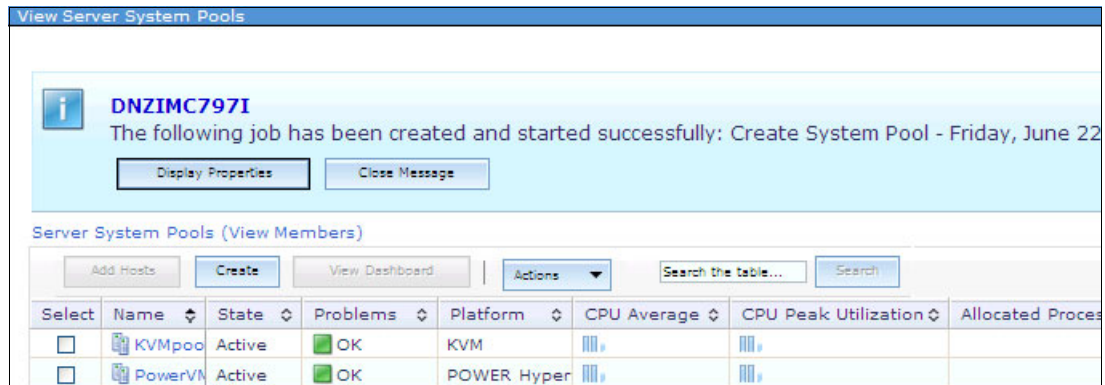 View Server System Pools
DNZIMC797I
The following job has been created and started successfully: Create System Pool - Friday, June 22
Display Properties Close Message
Server System Pools (View Members)
Add Hosts Create View Dashboard Actions Search the table... Search
Select Name State Problems Platform CPU Average CPU Peak Utilization Allocated Proces
KVMpoo Active OK KVM
PowerVM Active OK POWER Hyper